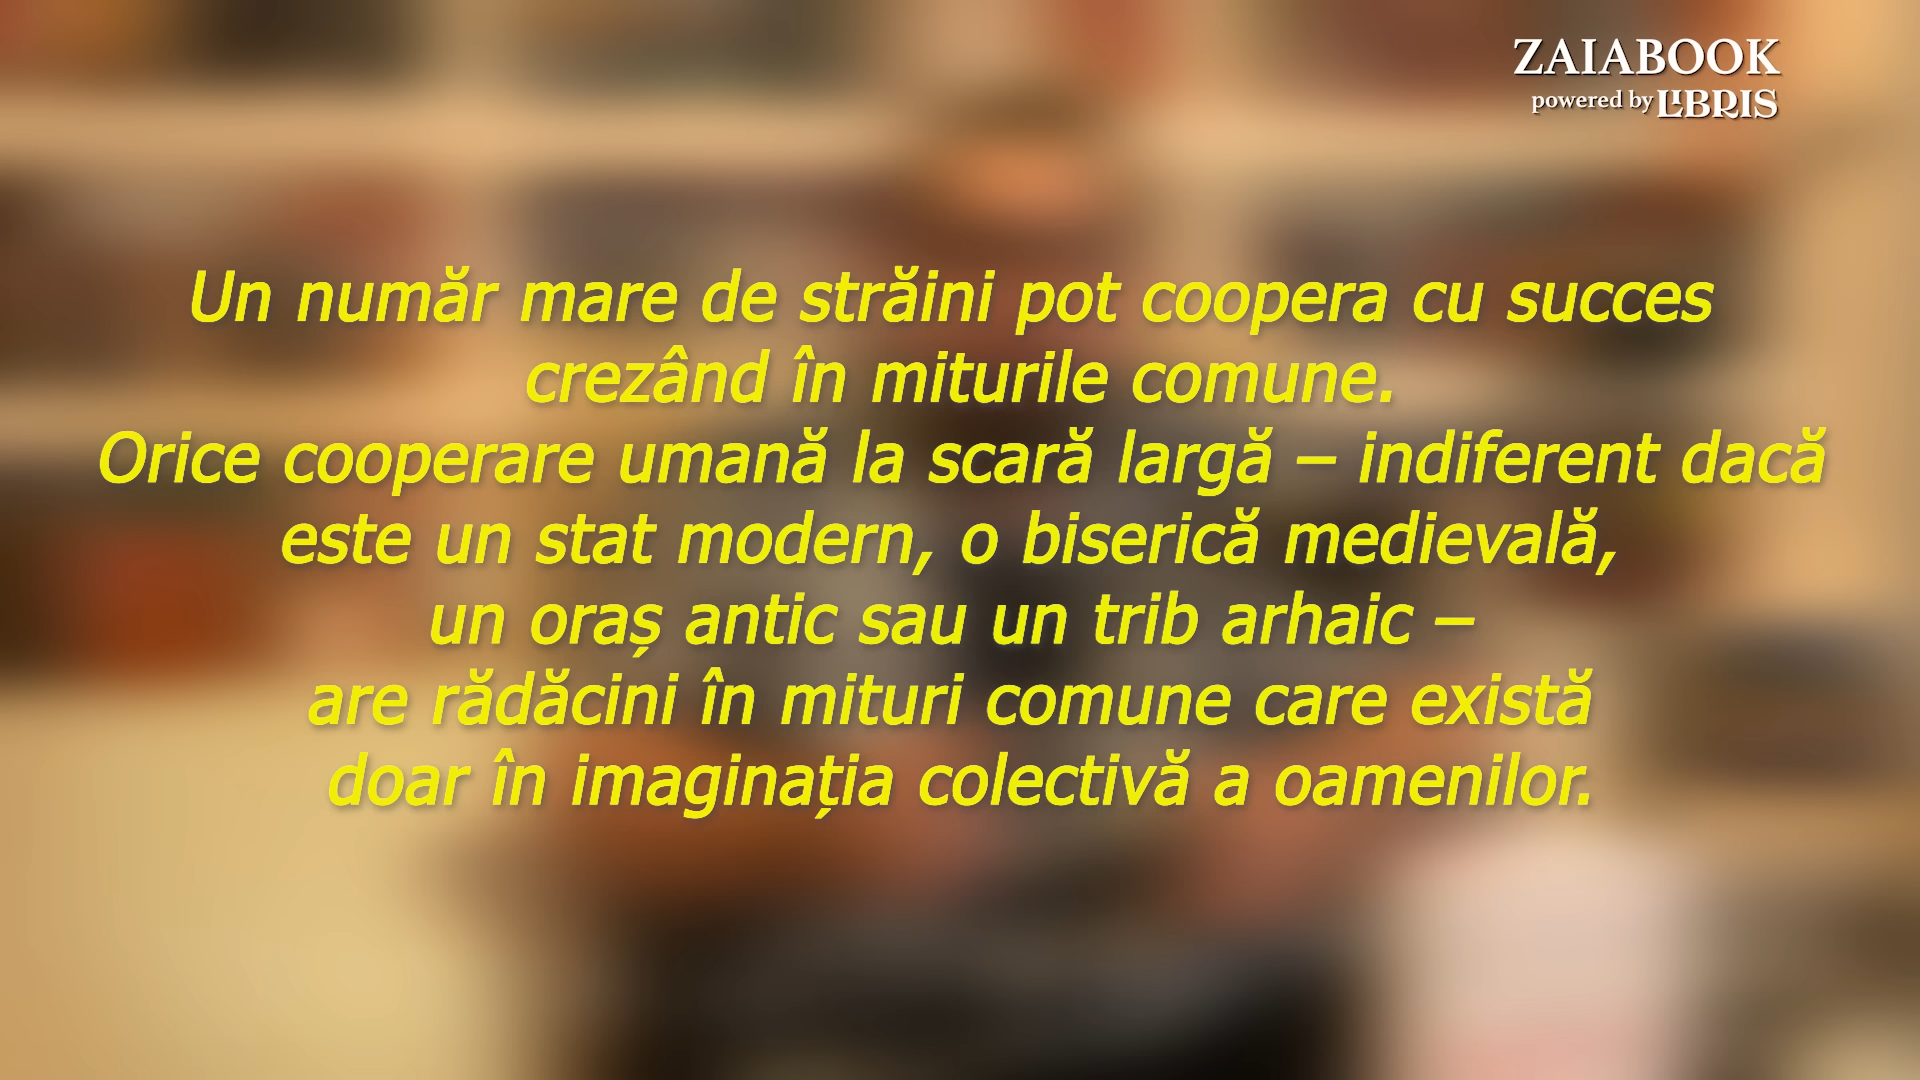 ZAIABOOK
powered by LIBRIS
Un număr mare de străini pot coopera cu succes
crezând în miturile comune.
Orice cooperare umană la scară largă – indiferent dacă
este un stat modern, o biserică medievală,
un oraș antic sau un trib arhaic –
are rădăcini în mituri comune care există
doar în imaginația colectivă a oamenilor.